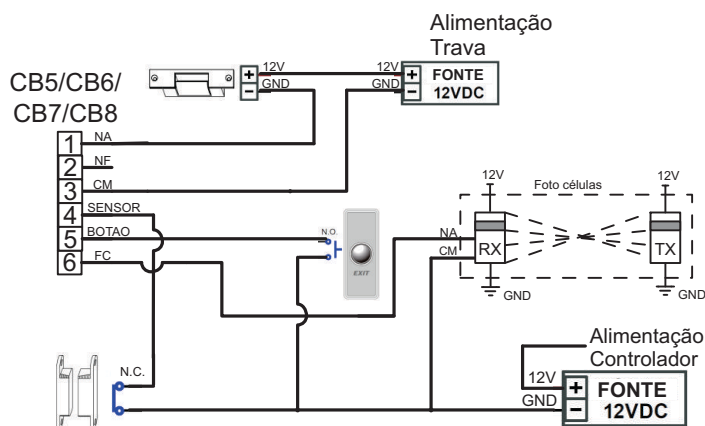 Alimentação
Trava
CB5/CB6/
CB7/CB8
12V
GND
+
−
12V
GND
+
−
FONTE
12VDC
1
NA
2
NF
3
CM
4
SENSOR
5
BOTAO
6
FC
N.O.
EXIT
12V
Foto células
12V
NA
CM
RX
TX
GND
GND
N.C.
Alimentação
Controlador
12V
GND
+
−
FONTE
12VDC